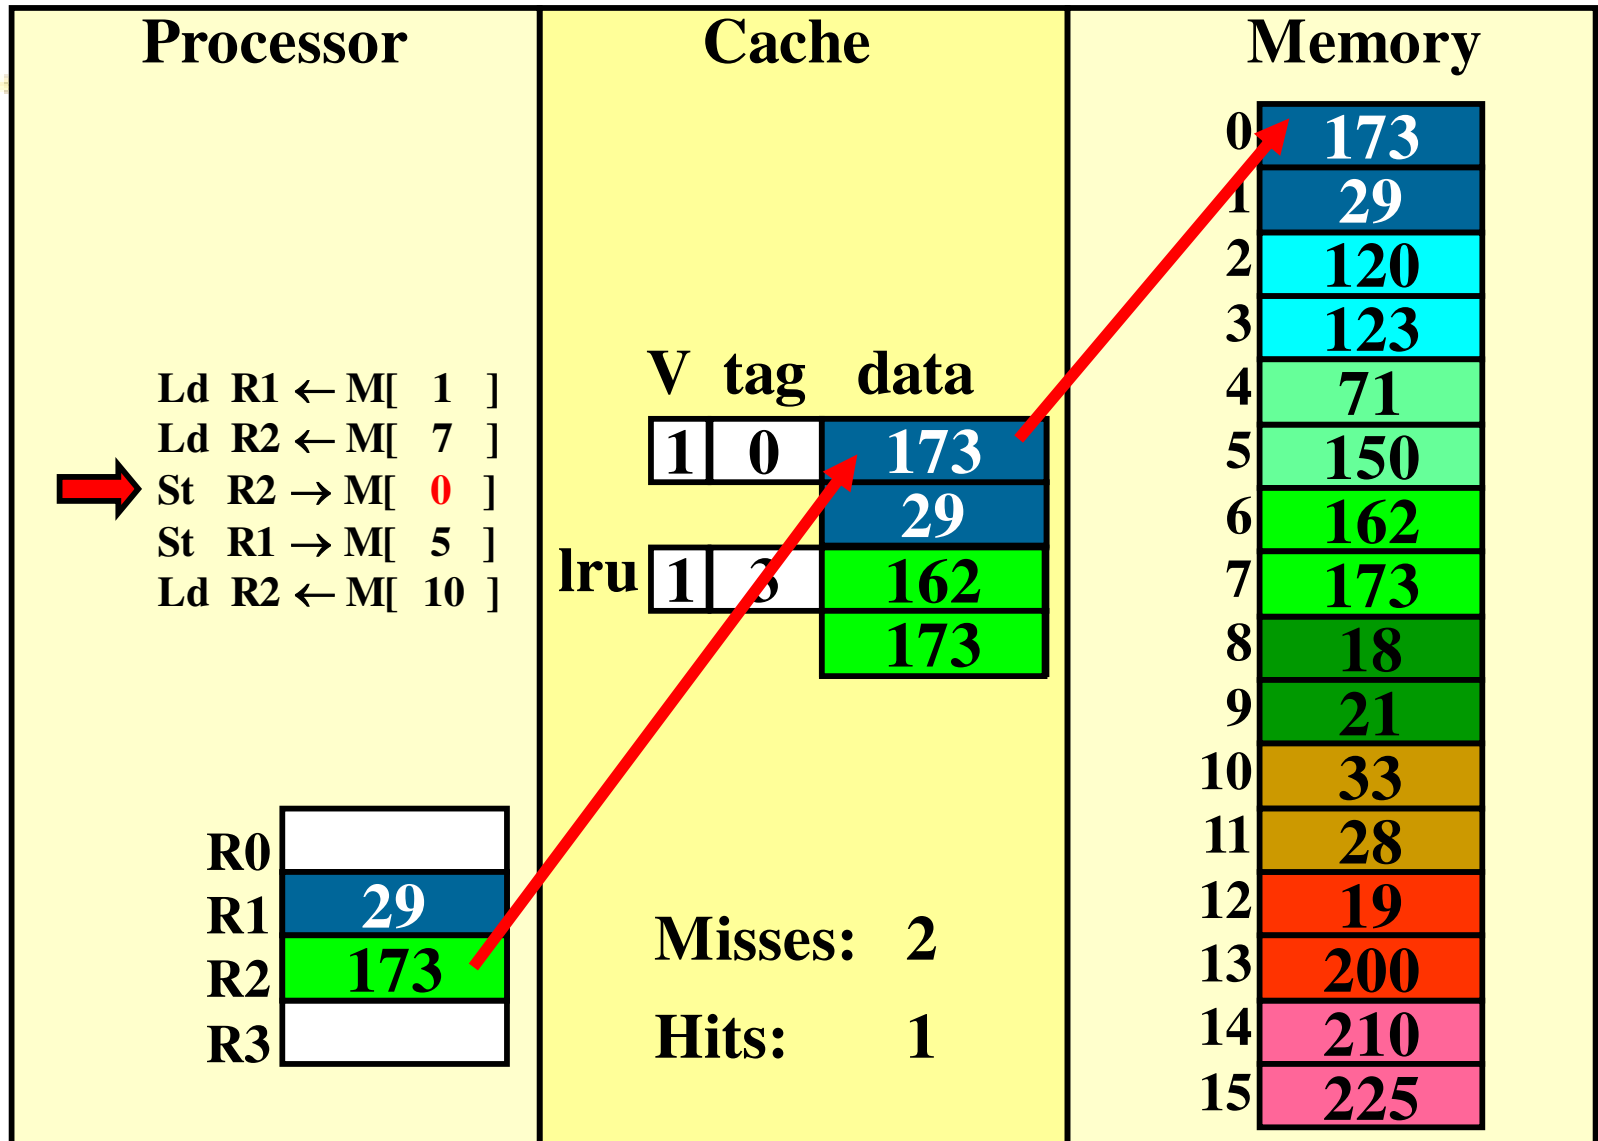 Processor
Ld R1 ← M[ 1 ]
Ld R2 ← M[ 7 ]
St R2 → M[ 0 ]
St R1 → M[ 5 ]
Ld R2 ← M[ 10 ]
R0
R1 29
R2 173
R3
Cache
V tag data
1 0 173
29
lru 1 3 162
173
Misses: 2
Hits: 1
Memory
0 173
1 29
2 120
3 123
4 71
5 150
6 162
7 173
8 18
9 21
10 33
11 28
12 19
13 200
14 210
15 225